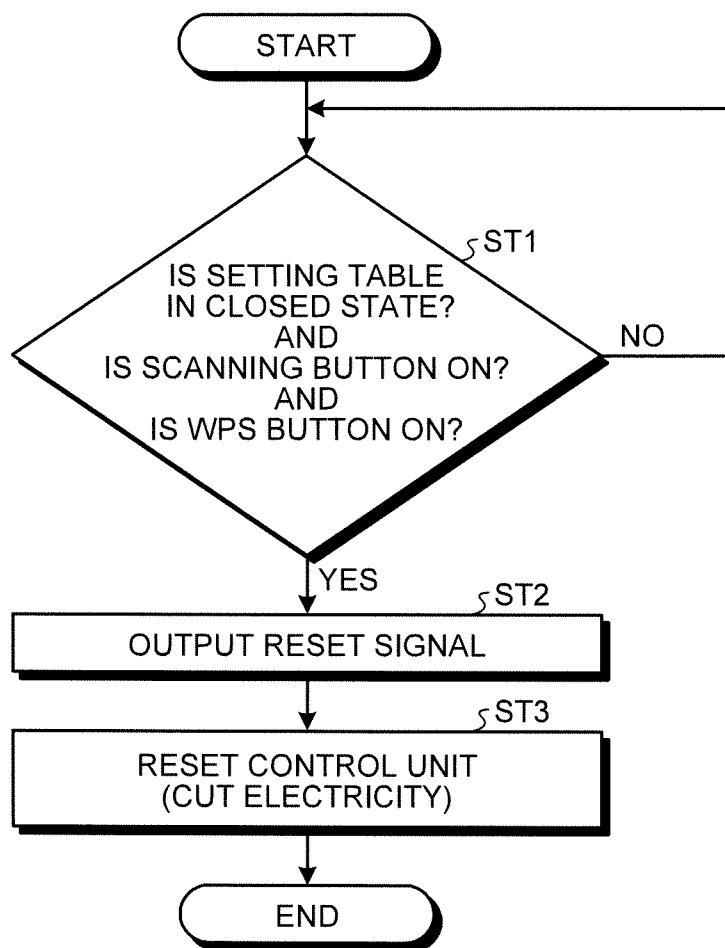 START
ST1
IS SETTING TABLE
IN CLOSED STATE?
AND
IS SCANNING BUTTON ON?
AND
IS WPS BUTTON ON?
NO
YES
ST2
OUTPUT RESET SIGNAL
ST3
RESET CONTROL UNIT
(CUT ELECTRICITY)
END